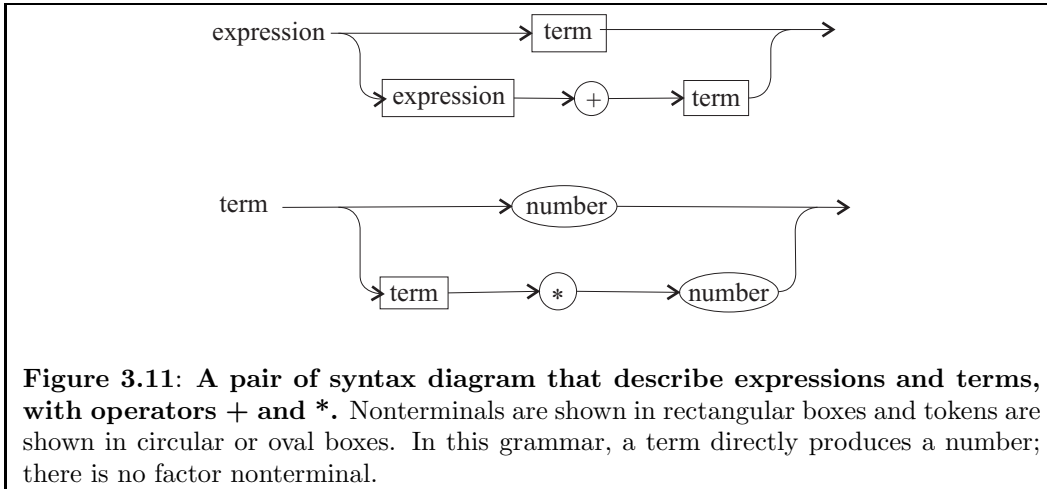 expression term
expression + term
term number
term * number
Figure 3.11: A pair of syntax diagram that describe expressions and terms,
with operators + and *. Nonterminals are shown in rectangular boxes and tokens are
shown in circular or oval boxes. In this grammar, a term directly produces a number;
there is no factor nonterminal.